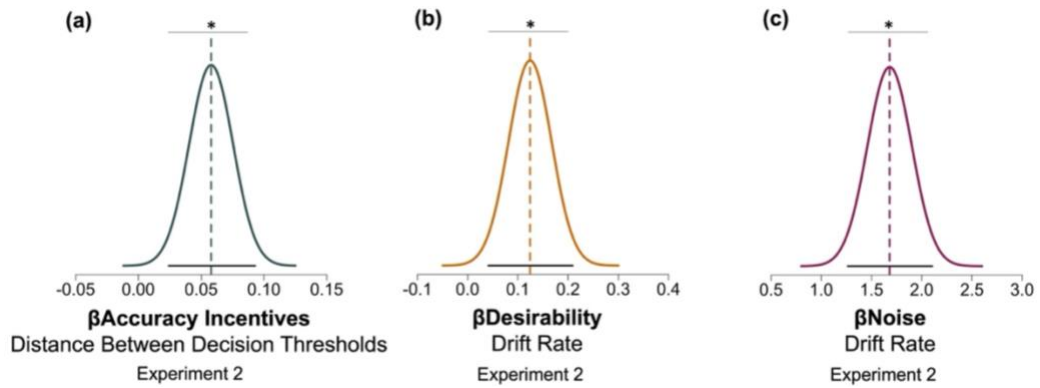 (a)
*
-0.05 0.00 0.05 0.10 0.15
βAccuracy Incentives
Distance Between Decision Thresholds
Experiment 2
(b)
*
-0.1 0.0 0.1 0.2 0.3 0.4
βDesirability
Drift Rate
Experiment 2
(c)
*
0.5 1.0 1.5 2.0 2.5 3.0
βNoise
Drift Rate
Experiment 2